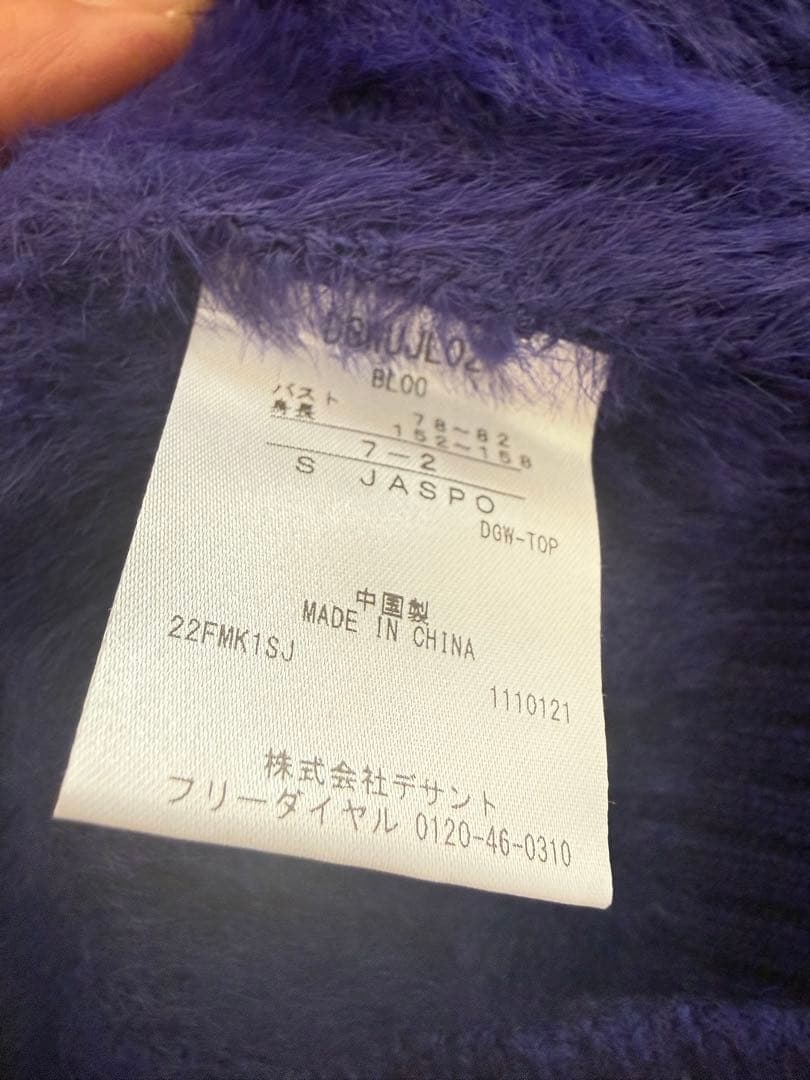 BL00
バスト 78～82
身長 152～158
7-2
S JASPO
DGW-TOP
中国製
MADE IN CHINA
22FMK1SJ
1110121
株式会社デサント
フリーダイヤル 0120-46-0310